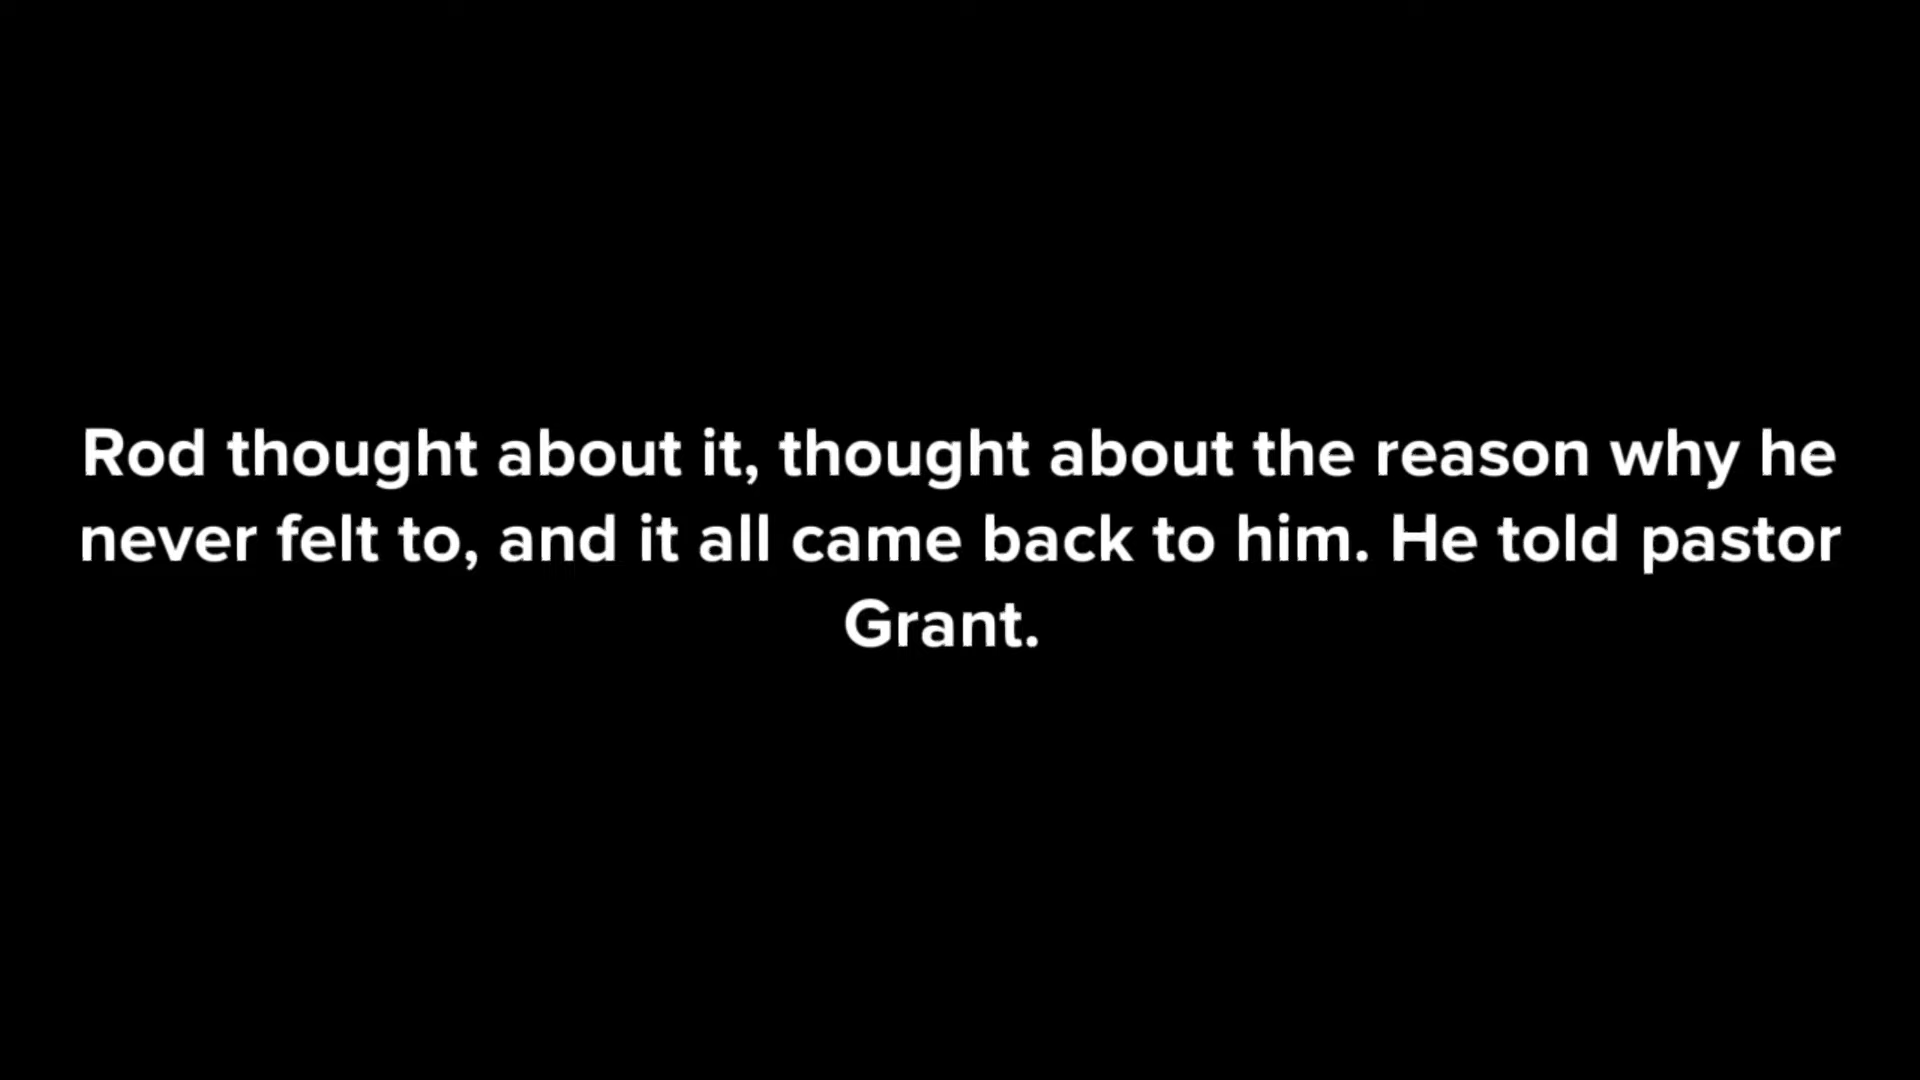 Rod thought about it, thought about the reason why he
never felt to, and it all came back to him. He told pastor
Grant.